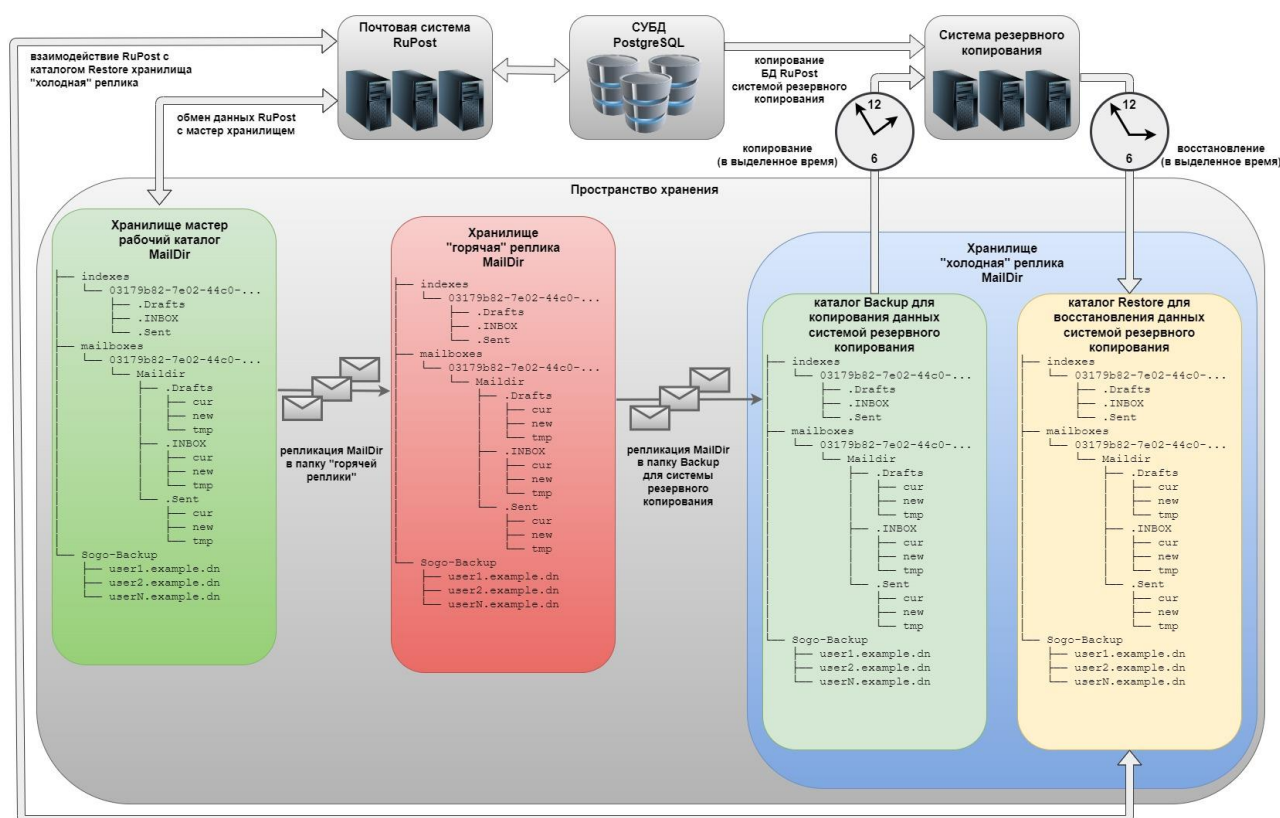 Почтовая система
RuPost
СУБД
PostgreSQL
Система резервного
копирования
взаимодействие RuPost с
каталогом Restore хранилища
"холодная" реплика
обмен данных RuPost
с мастер хранилищем
копирование
БД RuPost
системой резервного
копирования
12
6
12
6
копирование
(в выделенное время)
восстановление
(в выделенное время)
Пространство хранения
Хранилище мастер
рабочий каталог
MailDir
indexes
03179b82-7e02-44c0-...
.Drafts
.INBOX
.Sent
mailboxes
03179b82-7e02-44c0-...
Maildir
.Drafts
cur
new
tmp
.INBOX
cur
new
tmp
.Sent
cur
new
tmp
Sogo-Backup
user1.example.dn
user2.example.dn
userN.example.dn
репликация MailDir
в папку "горячей
реплики"
Хранилище
"горячая" реплика
MailDir
indexes
03179b82-7e02-44c0-...
.Drafts
.INBOX
.Sent
mailboxes
03179b82-7e02-44c0-...
Maildir
.Drafts
cur
new
tmp
.INBOX
cur
new
tmp
.Sent
cur
new
tmp
Sogo-Backup
user1.example.dn
user2.example.dn
userN.example.dn
репликация MailDir
в папку Backup
для системы
резервного
копирования
Хранилище
"холодная" реплика
MailDir
каталог Backup для
копирования данных
системой резервного
копирования
indexes
03179b82-7e02-44c0-...
.Drafts
.INBOX
.Sent
mailboxes
03179b82-7e02-44c0-...
Maildir
.Drafts
cur
new
tmp
.INBOX
cur
new
tmp
.Sent
cur
new
tmp
Sogo-Backup
user1.example.dn
user2.example.dn
userN.example.dn
каталог Restore для
восстановления данных
системой резервного
копирования
indexes
03179b82-7e02-44c0-...
.Drafts
.INBOX
.Sent
mailboxes
03179b82-7e02-44c0-...
Maildir
.Drafts
cur
new
tmp
.INBOX
cur
new
tmp
.Sent
cur
new
tmp
Sogo-Backup
user1.example.dn
user2.example.dn
userN.example.dn